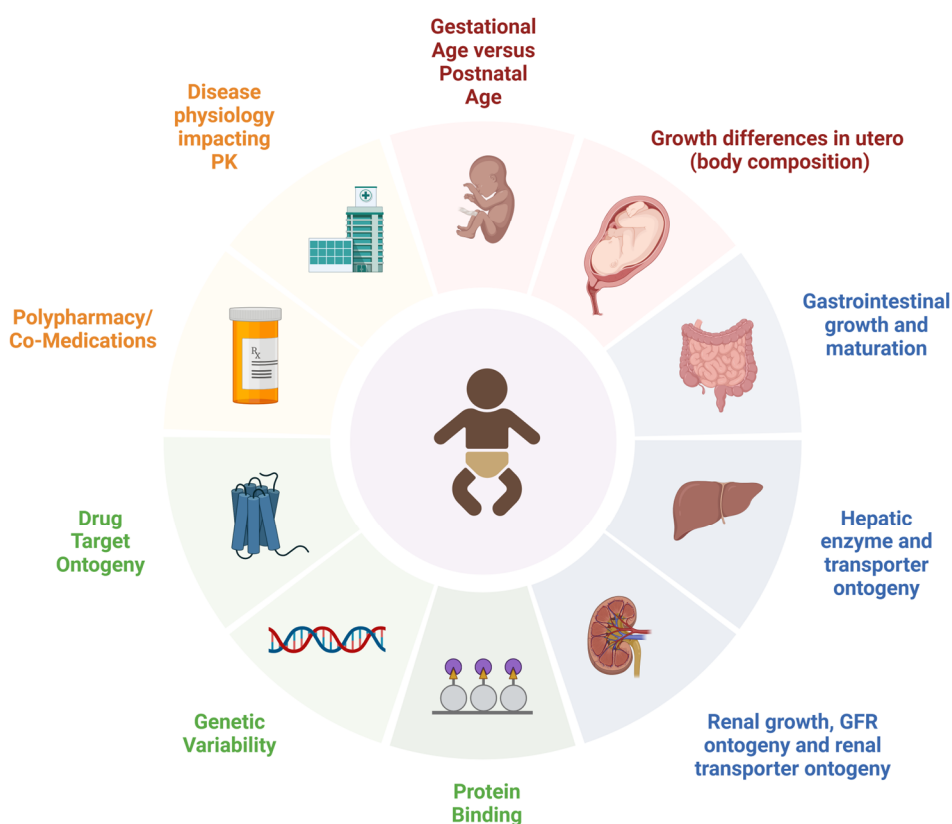 Gestational
Age versus
Postnatal
Age
Growth differences in utero
(body composition)
Gastrointestinal
growth and
maturation
Hepatic
enzyme and
transporter
ontogeny
Renal growth, GFR
ontogeny and renal
transporter ontogeny
Protein
Binding
Genetic
Variability
Drug
Target
Ontogeny
Polypharmacy/
Co-Medications
Rx
Disease
physiology
impacting
PK